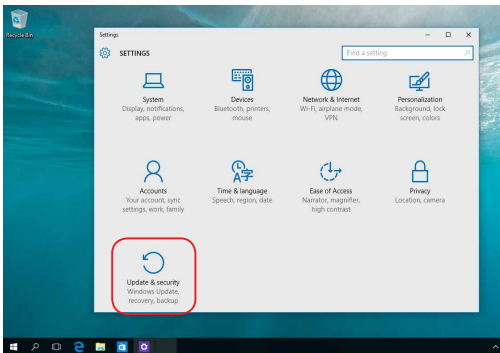 Recycle Bin
Settings
SETTINGS
Find a setting
System
Display, notifications,
apps, power
Devices
Bluetooth, printers,
mouse
Network & Internet
Wi-Fi, airplane mode,
VPN
Personalization
Background, lock
screen, colors
Accounts
Your account, sync
settings, work, family
Time & language
Speech, region, date
Ease of Access
Narrator, magnifier,
high contrast
Privacy
Location, camera
Update & security
Windows Update,
recovery, backup